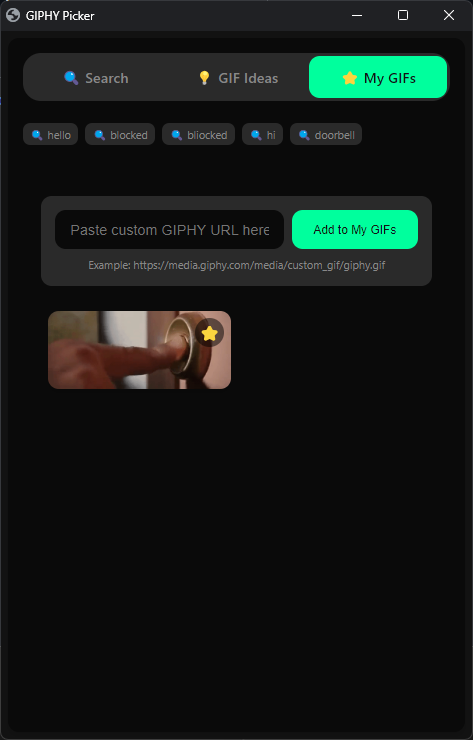 GIPHY Picker
Search
GIF Ideas
My GIFs
hello
blocked
bliocked
hi
doorbell
Paste custom GIPHY URL here
Add to My GIFs
Example: https://media.giphy.com/media/custom_gif/giphy.gif